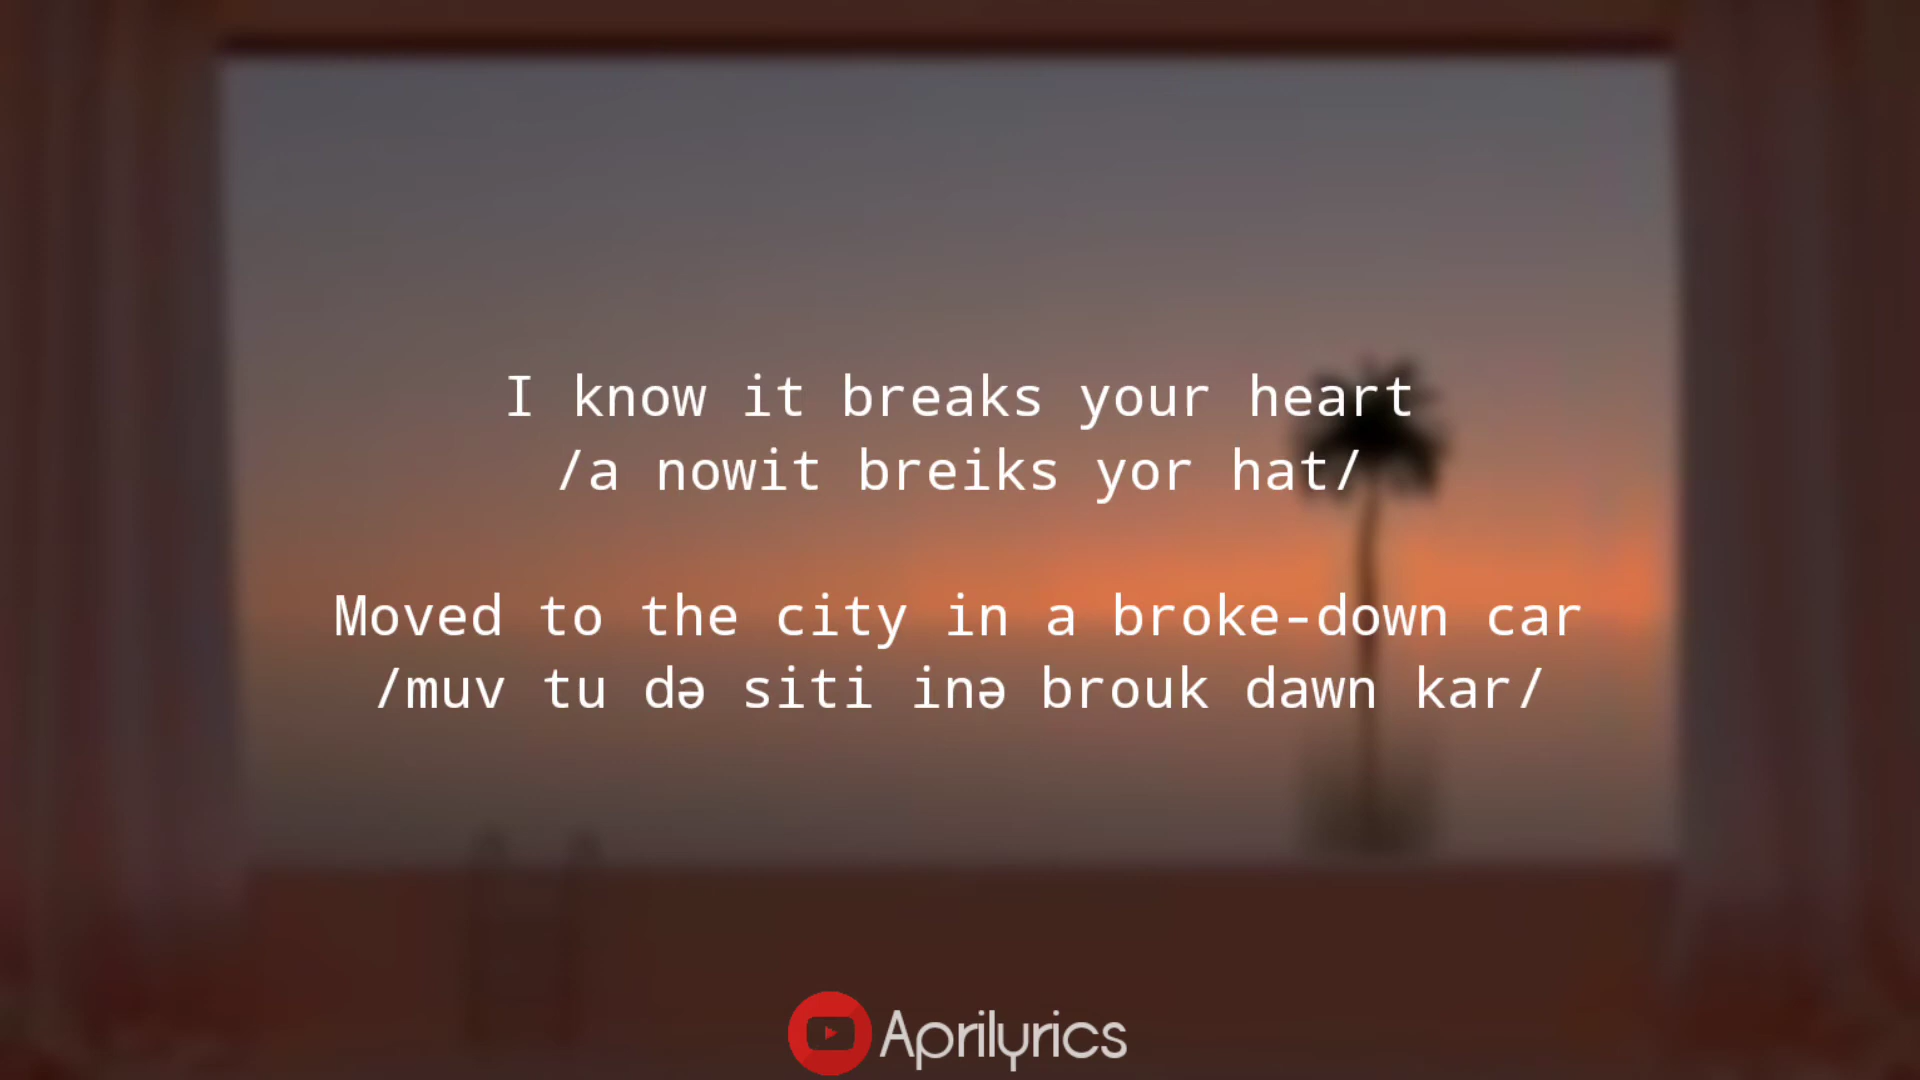 I know it breaks your heart
/a nowit breiks yor hat/
Moved to the city in a broke-down car
/muv tu də siti inə brouk dawn kar/
Aprilyrics